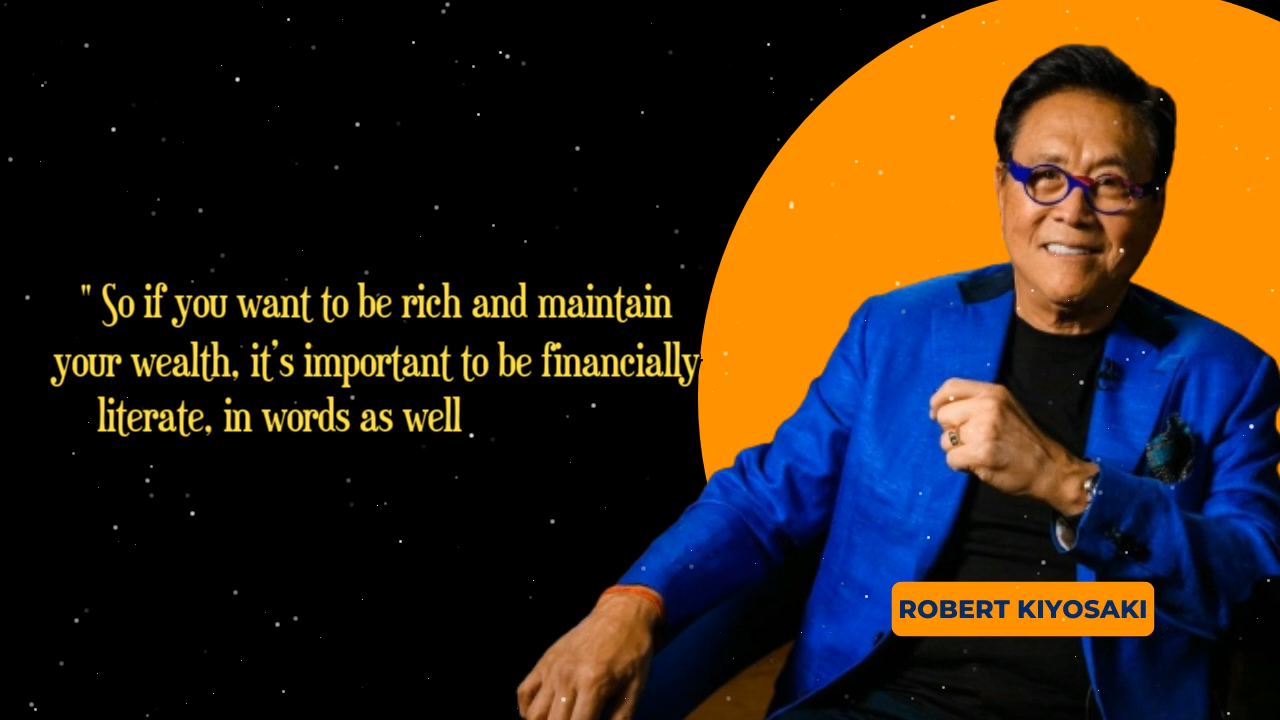 " So if you want to be rich and maintain
your wealth, it's important to be financially
literate, in words as well
ROBERT KIYOSAKI